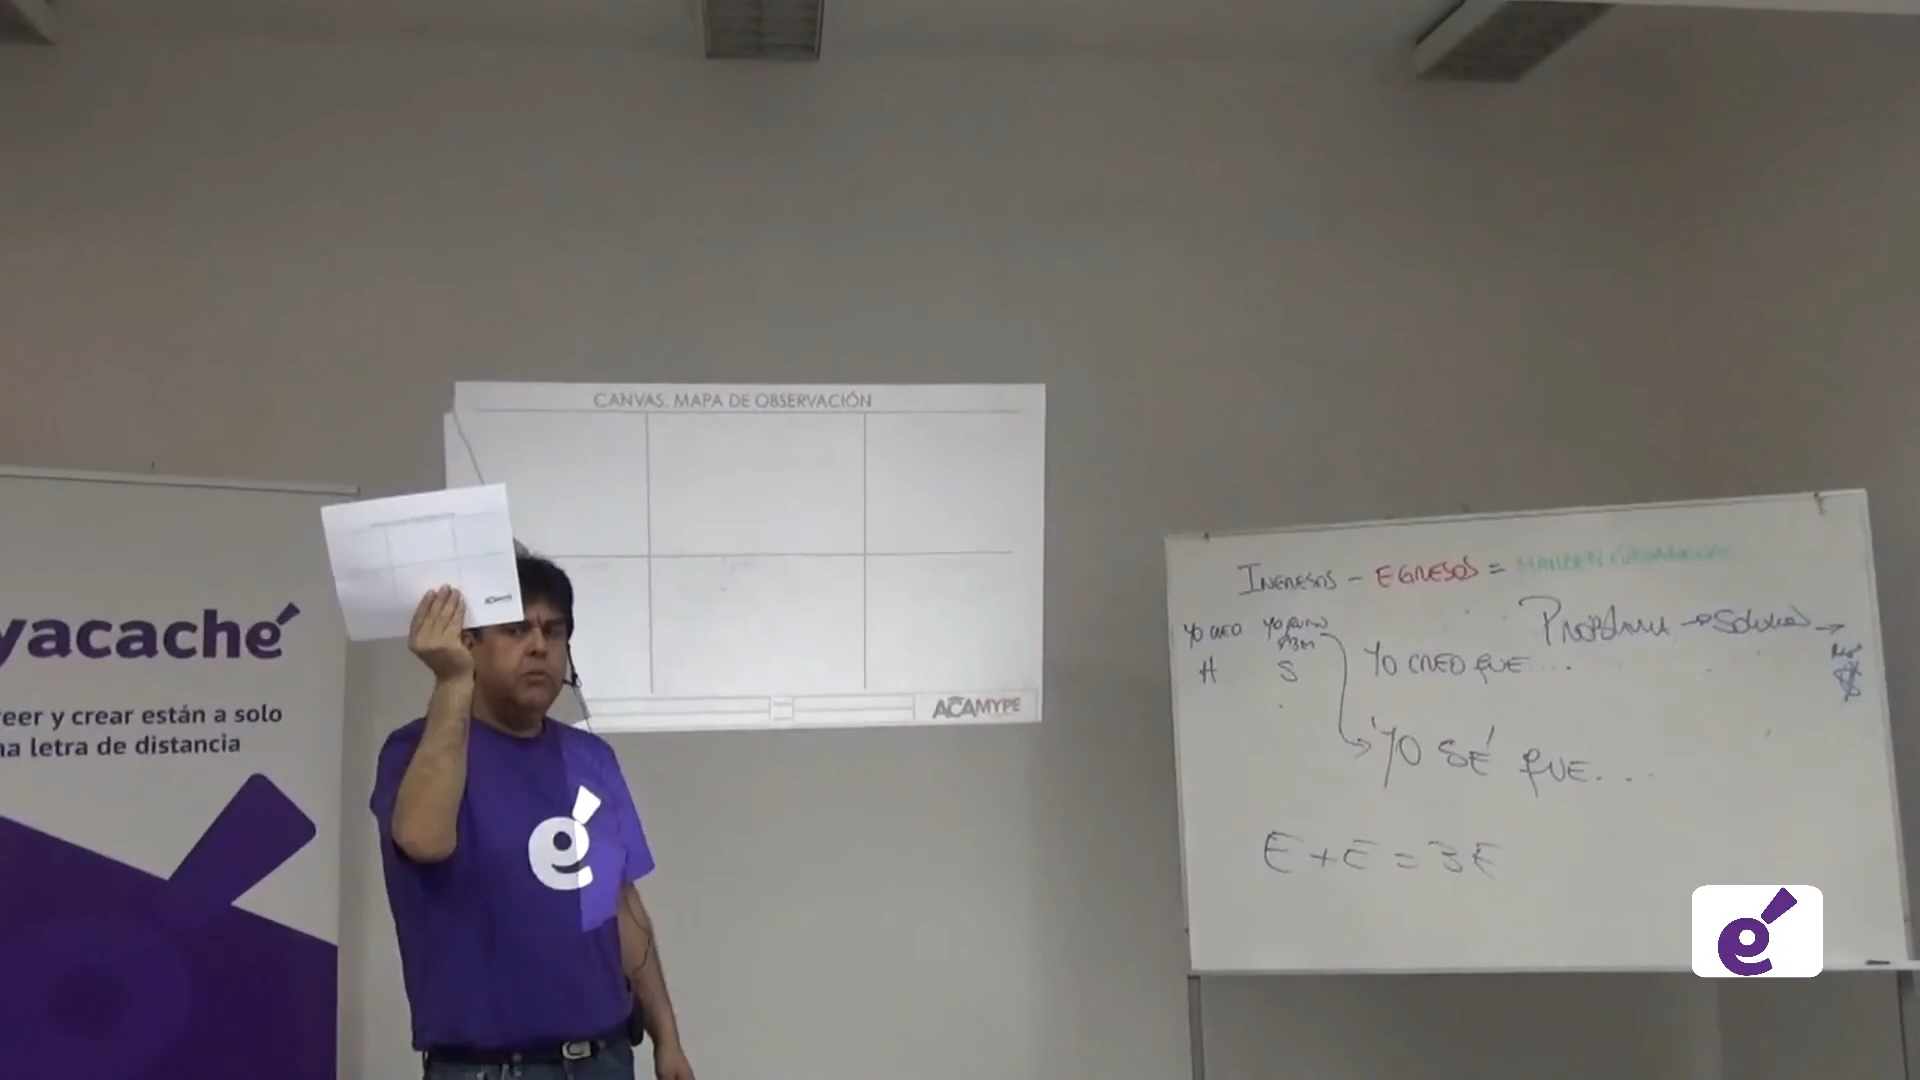 CANVAS. MAPA DE OBSERVACIÓN
ACAMYPE
yacaché
reer y crear están a solo
na letra de distancia
é
INGRESOS - EGRESOS =
Problema → Solución →
YO CREO
H S
YO CREO QUE....
YO SÉ QUE....
E + E = 3E
é